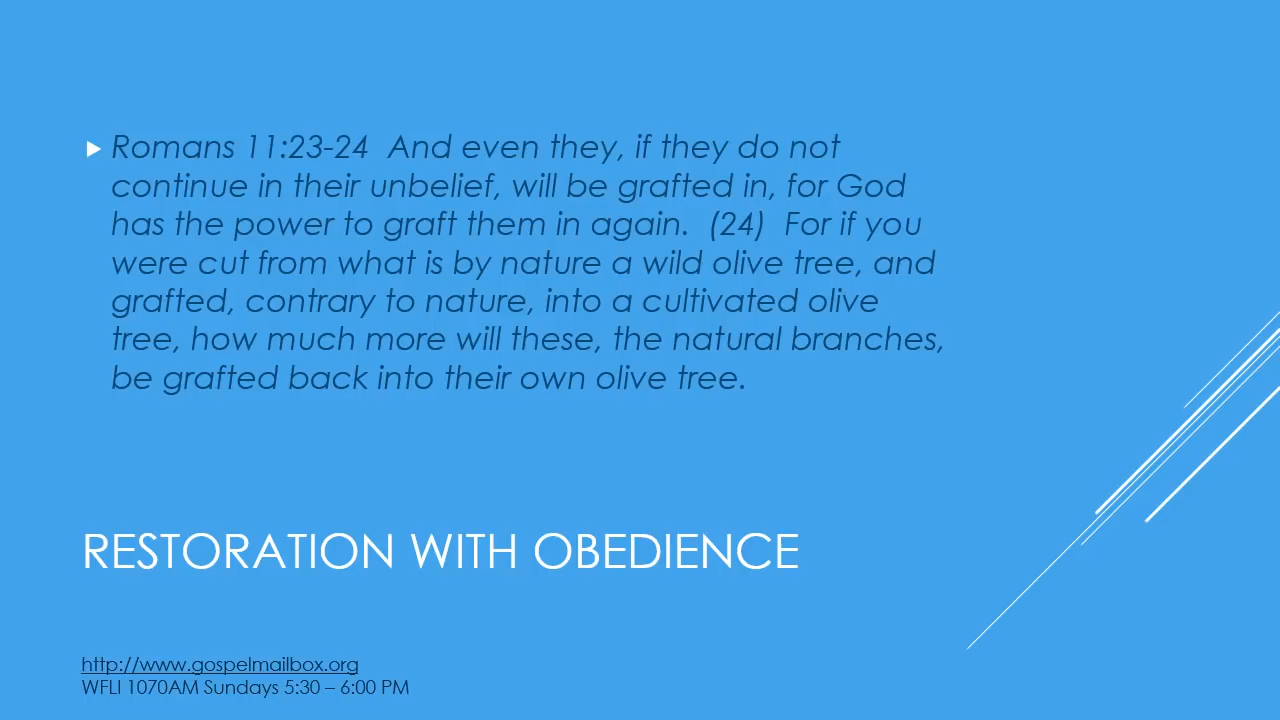 Romans 11:23-24  And even they, if they do not
continue in their unbelief, will be grafted in, for God
has the power to graft them in again.  (24)  For if you
were cut from what is by nature a wild olive tree, and
grafted, contrary to nature, into a cultivated olive
tree, how much more will these, the natural branches,
be grafted back into their own olive tree.
RESTORATION WITH OBEDIENCE
http://www.gospelmailbox.org
WFLI 1070AM Sundays 5:30 – 6:00 PM